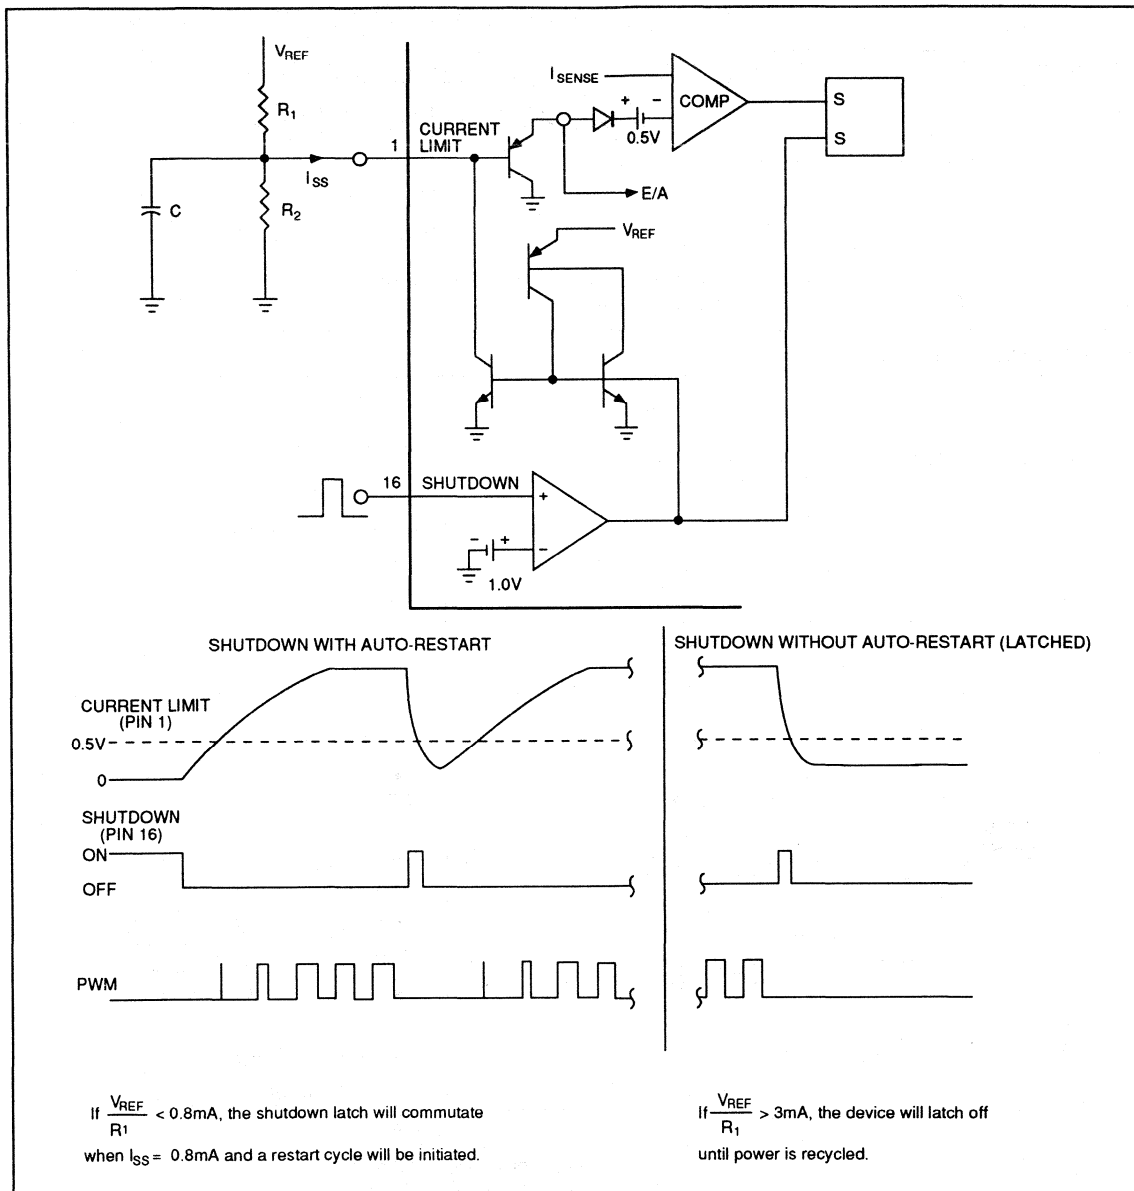 VREF
R1
ISS
C
R2
1
CURRENT
LIMIT
ISENSE
COMP
+ -
0.5V
S
S
E/A
VREF
16
SHUTDOWN
+
-
- +
1.0V
SHUTDOWN WITH AUTO-RESTART
SHUTDOWN WITHOUT AUTO-RESTART (LATCHED)
CURRENT LIMIT
(PIN 1)
0.5V
0
SHUTDOWN
(PIN 16)
ON
OFF
PWM
If VREF/R1 < 0.8mA, the shutdown latch will commutate
when ISS = 0.8mA and a restart cycle will be initiated.
If VREF/R1 > 3mA, the device will latch off
until power is recycled.